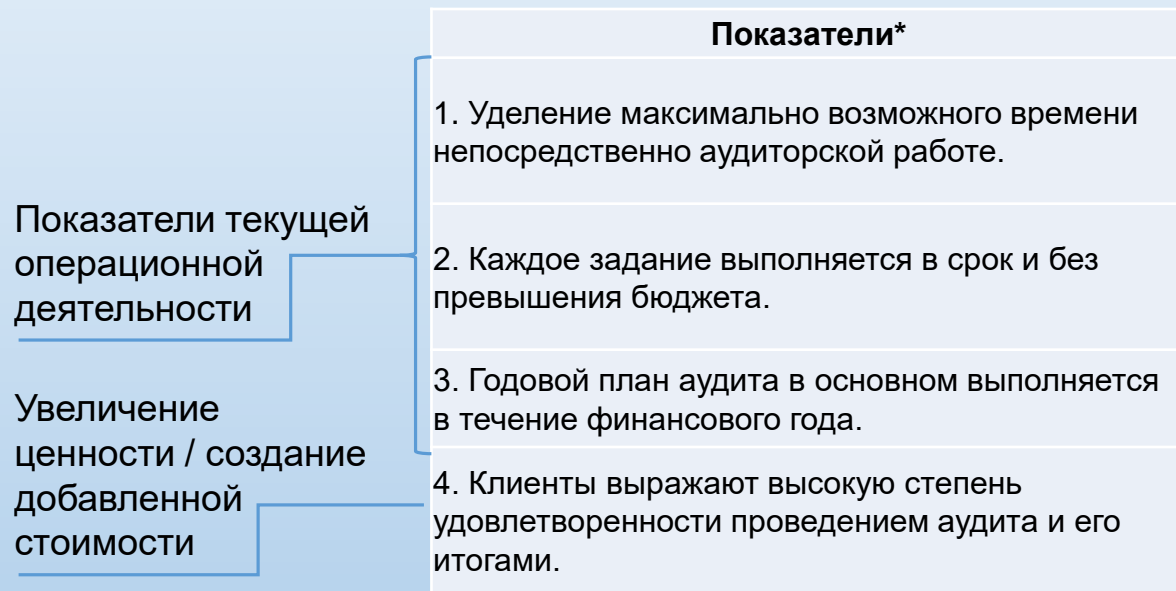 Показатели*
1. Уделение максимально возможного времени
непосредственно аудиторской работе.
Показатели текущей
операционной
деятельности
2. Каждое задание выполняется в срок и без
превышения бюджета.
3. Годовой план аудита в основном выполняется
в течение финансового года.
Увеличение
ценности / создание
добавленной
стоимости
4. Клиенты выражают высокую степень
удовлетворенности проведением аудита и его
итогами.